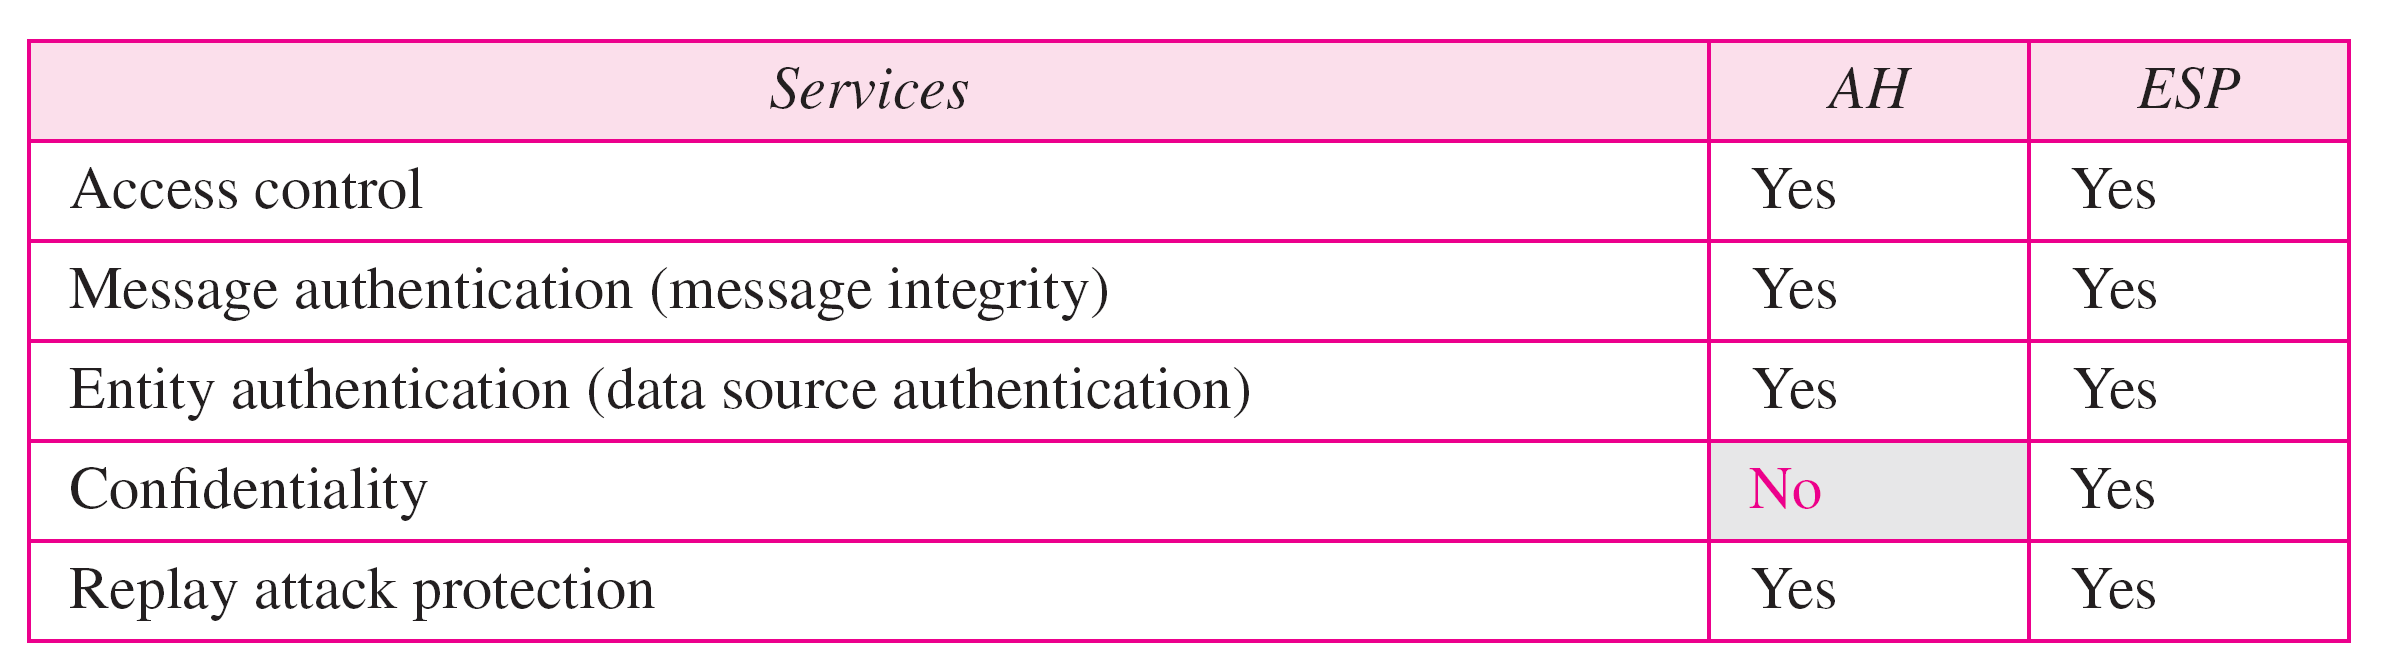 Services AH ESP
Access control Yes Yes
Message authentication (message integrity) Yes Yes
Entity authentication (data source authentication) Yes Yes
Confidentiality No Yes
Replay attack protection Yes Yes